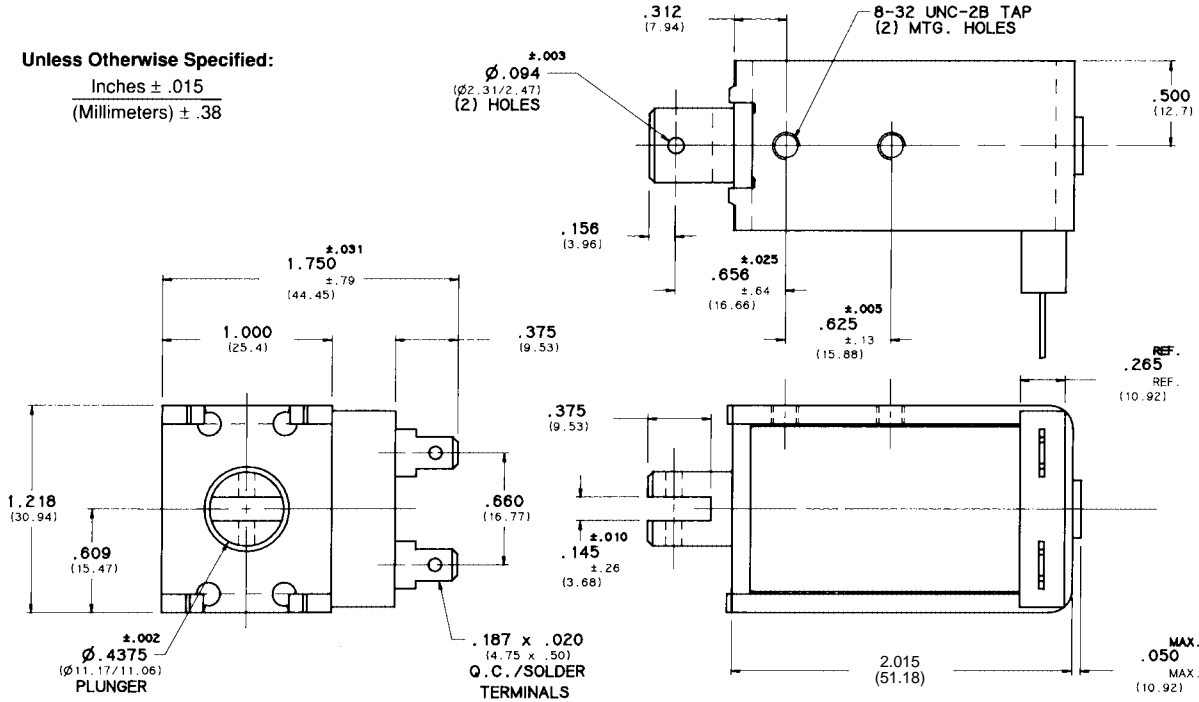 Unless Otherwise Specified:
Inches ± .015
(Millimeters) ± .38
.312
(7.94)
8-32 UNC-2B TAP
(2) MTG. HOLES
±.003
Ø.094
(Ø2.31/2.47)
(2) HOLES
.500
(12.7)
.156
(3.96)
±.025
.656
±.64
(16.66)
±.005
.625
±.13
(15.88)
±.031
1.750
±.79
(44.45)
1.000
(25.4)
.375
(9.53)
REF.
.265
REF.
(10.92)
.375
(9.53)
1.218
(30.94)
.609
(15.47)
.660
(16.77)
±.010
.145
±.26
(3.68)
±.002
Ø.4375
(Ø11.17/11.06)
PLUNGER
.187 x .020
(4.75 x .50)
Q.C./SOLDER
TERMINALS
2.015
(51.18)
MAX.
.050
MAX.
(10.92)